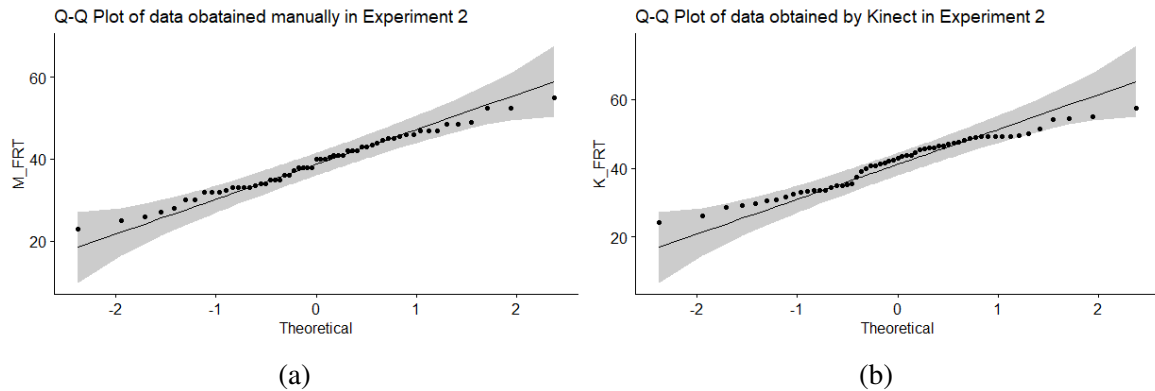 Q-Q Plot of data obatained manually in Experiment 2
M_FRT
60
40
20
-2 -1 0 1 2
Theoretical
(a)
Q-Q Plot of data obtained by Kinect in Experiment 2
K_FRT
60
40
20
-2 -1 0 1 2
Theoretical
(b)